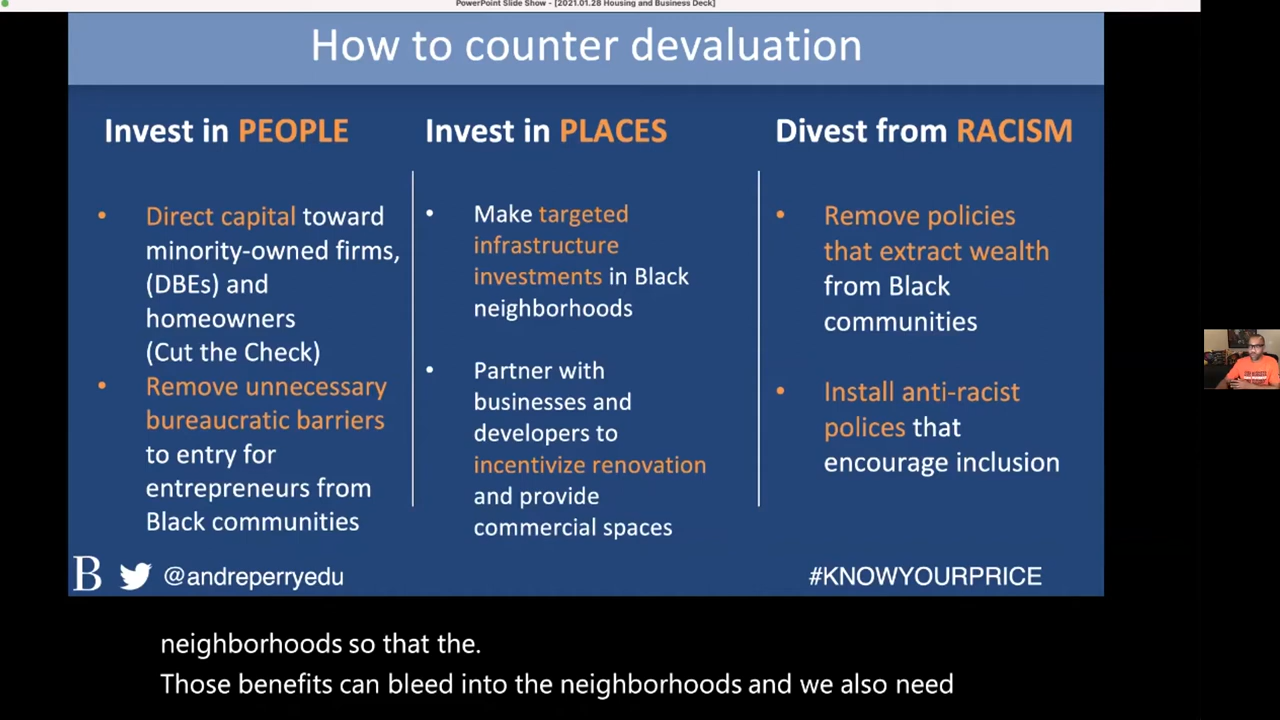 PowerPoint Slide Show - [2021.01.28 Housing and Business Deck]
How to counter devaluation
Invest in PEOPLE
• Direct capital toward
minority-owned firms,
(DBEs) and
homeowners
(Cut the Check)
• Remove unnecessary
bureaucratic barriers
to entry for
entrepreneurs from
Black communities
Invest in PLACES
• Make targeted
infrastructure
investments in Black
neighborhoods
• Partner with
businesses and
developers to
incentivize renovation
and provide
commercial spaces
Divest from RACISM
• Remove policies
that extract wealth
from Black
communities
• Install anti-racist
polices that
encourage inclusion
B @andreperryedu
#KNOWYOURPRICE
neighborhoods so that the.
Those benefits can bleed into the neighborhoods and we also need